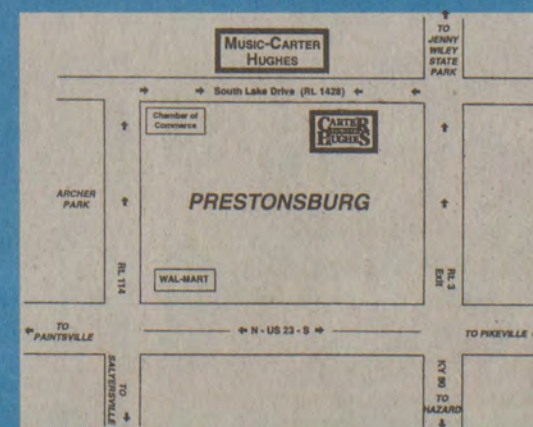 MUSIC-CARTER
HUGHES
TO
JENNY
WILEY
STATE
PARK
South Lake Drive (Rt. 1428)
Chamber of
Commerce
CARTER
HUGHES
ARCHER
PARK
PRESTONSBURG
Rt. 114
WAL-MART
Rt. 3
Exit
TO
PAINTSVILLE
N - US 23 - S
TO PIKEVILLE
TO
SALYERSVILLE
KY 80
TO
HAZARD